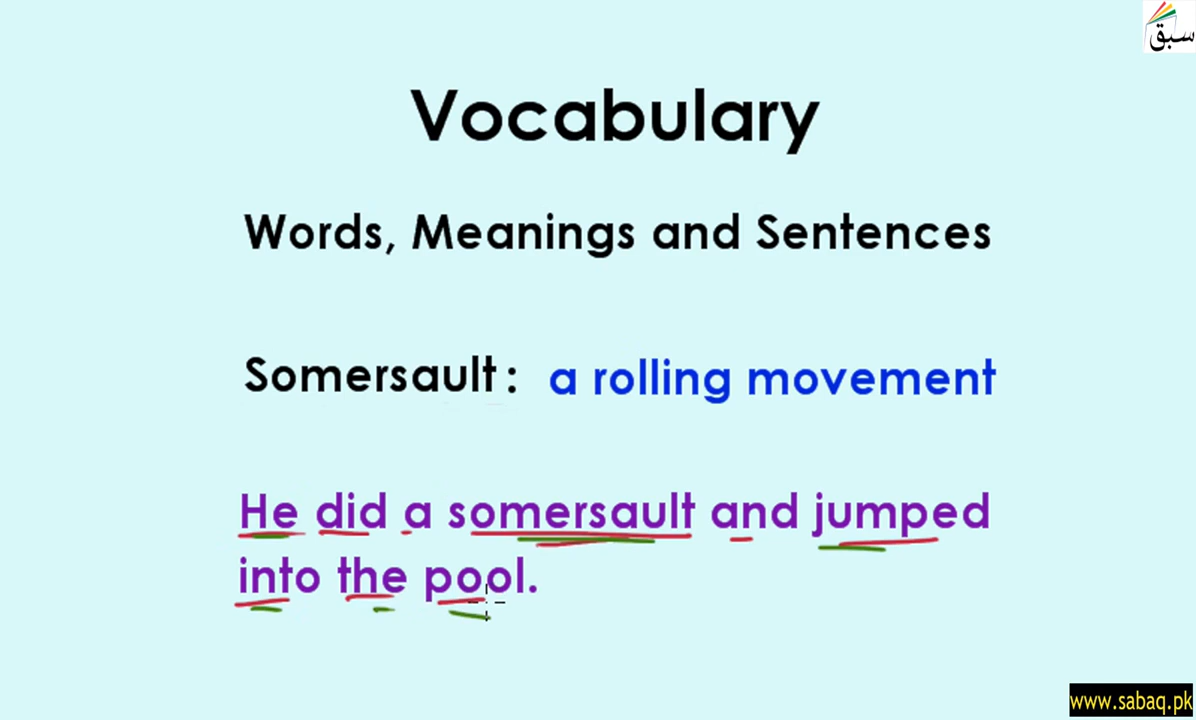 سبق
Vocabulary
Words, Meanings and Sentences
Somersault: a rolling movement
He did a somersault and jumped
into the pool.
www.sabaq.pk